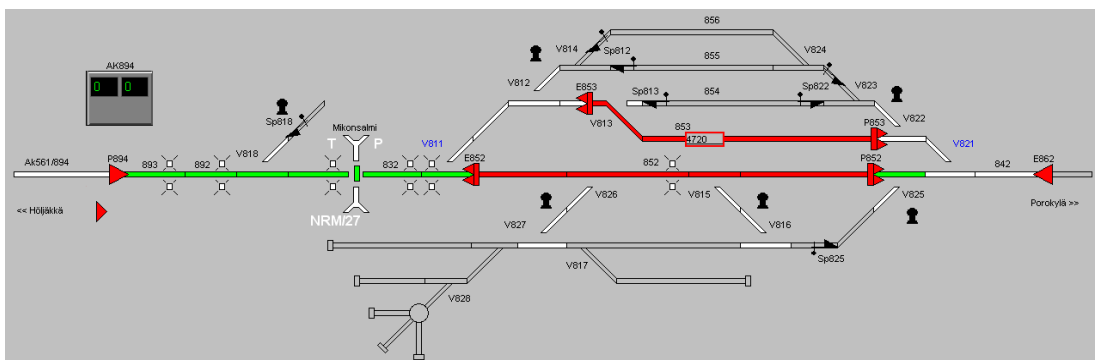 856
V814
Sp812
V824
AK894
855
V812
V823
0 0
E853
Sp813
854
Sp822
Sp818
Mikonsalmi
V813
853
P853
V822
T P
4720
Ak561/894
P894
893
892
V818
832
V811
E852
852
P852
V821
842
E862
<< Höljäkkä
NRM/27
V826
V815
V825
Porokylä >>
V827
V816
V817
Sp825
V828